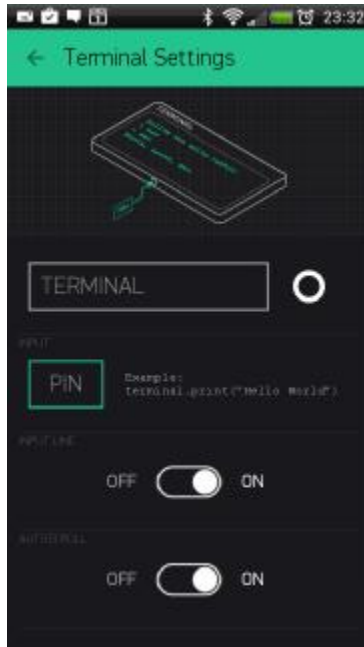 23:32
Terminal Settings
TERMINAL
TERMINAL
INPUT
PIN
Example:
terminal.print("Hello World")
INPUT LINE
OFF ON
AUTOSCROLL
OFF ON